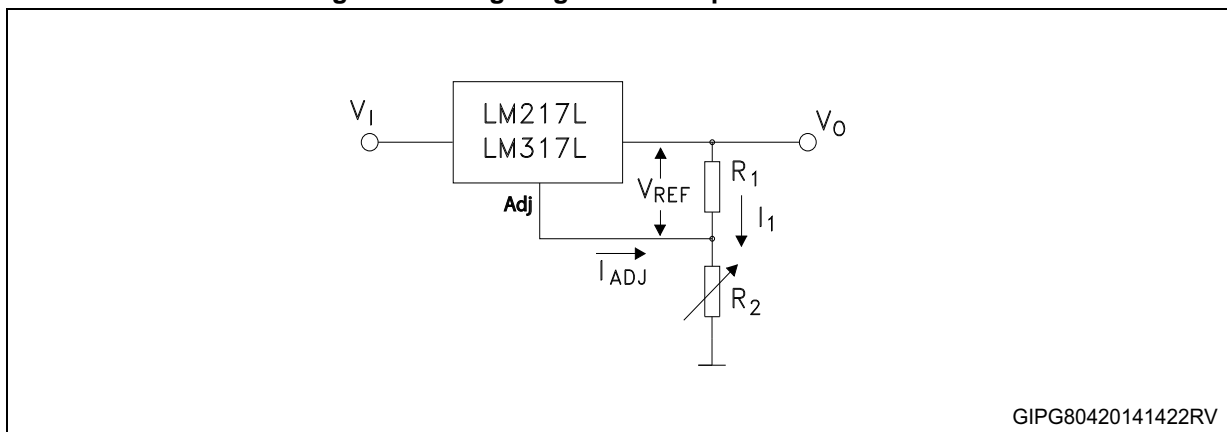 V_I
LM217L
LM317L
V_O
Adj
V_REF
R_1
I_1
I_ADJ
R_2
GIPG80420141422RV